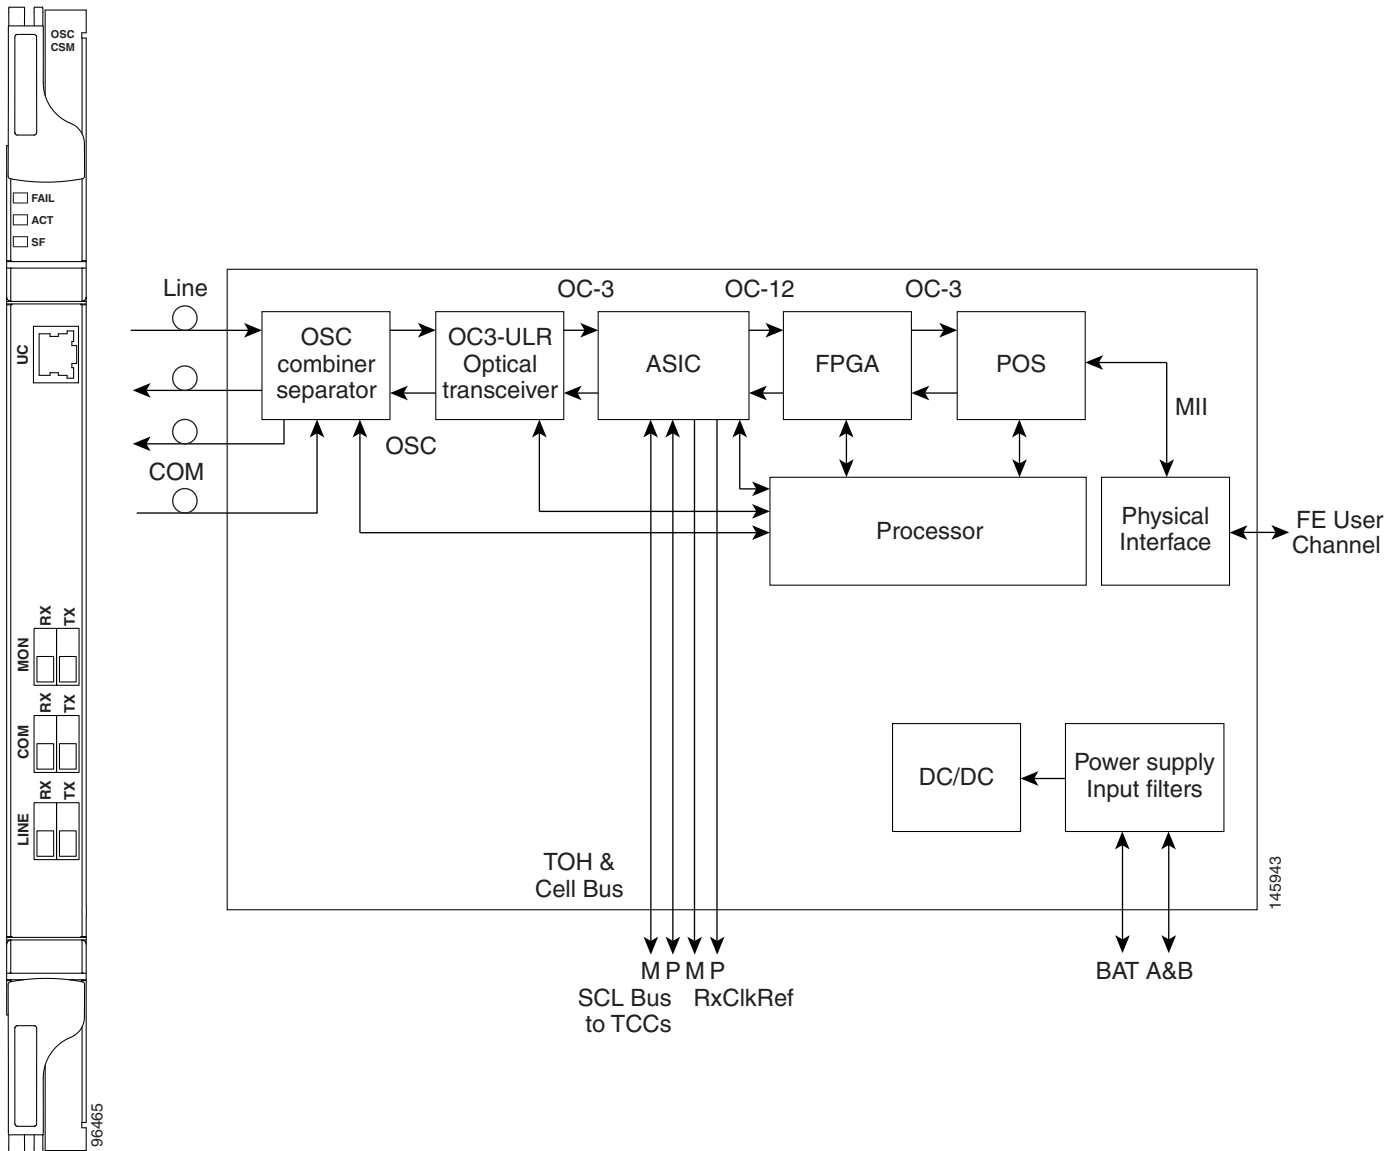 OSC
CSM
FAIL
ACT
SF
UC
RX
TX
MON
RX
TX
COM
RX
TX
LINE
96465
Line
COM
OC-3
OC-12
OC-3
OSC
combiner
separator
OC3-ULR
Optical
transceiver
ASIC
FPGA
POS
OSC
MII
Processor
Physical
Interface
FE User
Channel
DC/DC
Power supply
Input filters
TOH &
Cell Bus
M P M P
SCL Bus
to TCCs
RxClkRef
BAT A&B
145943